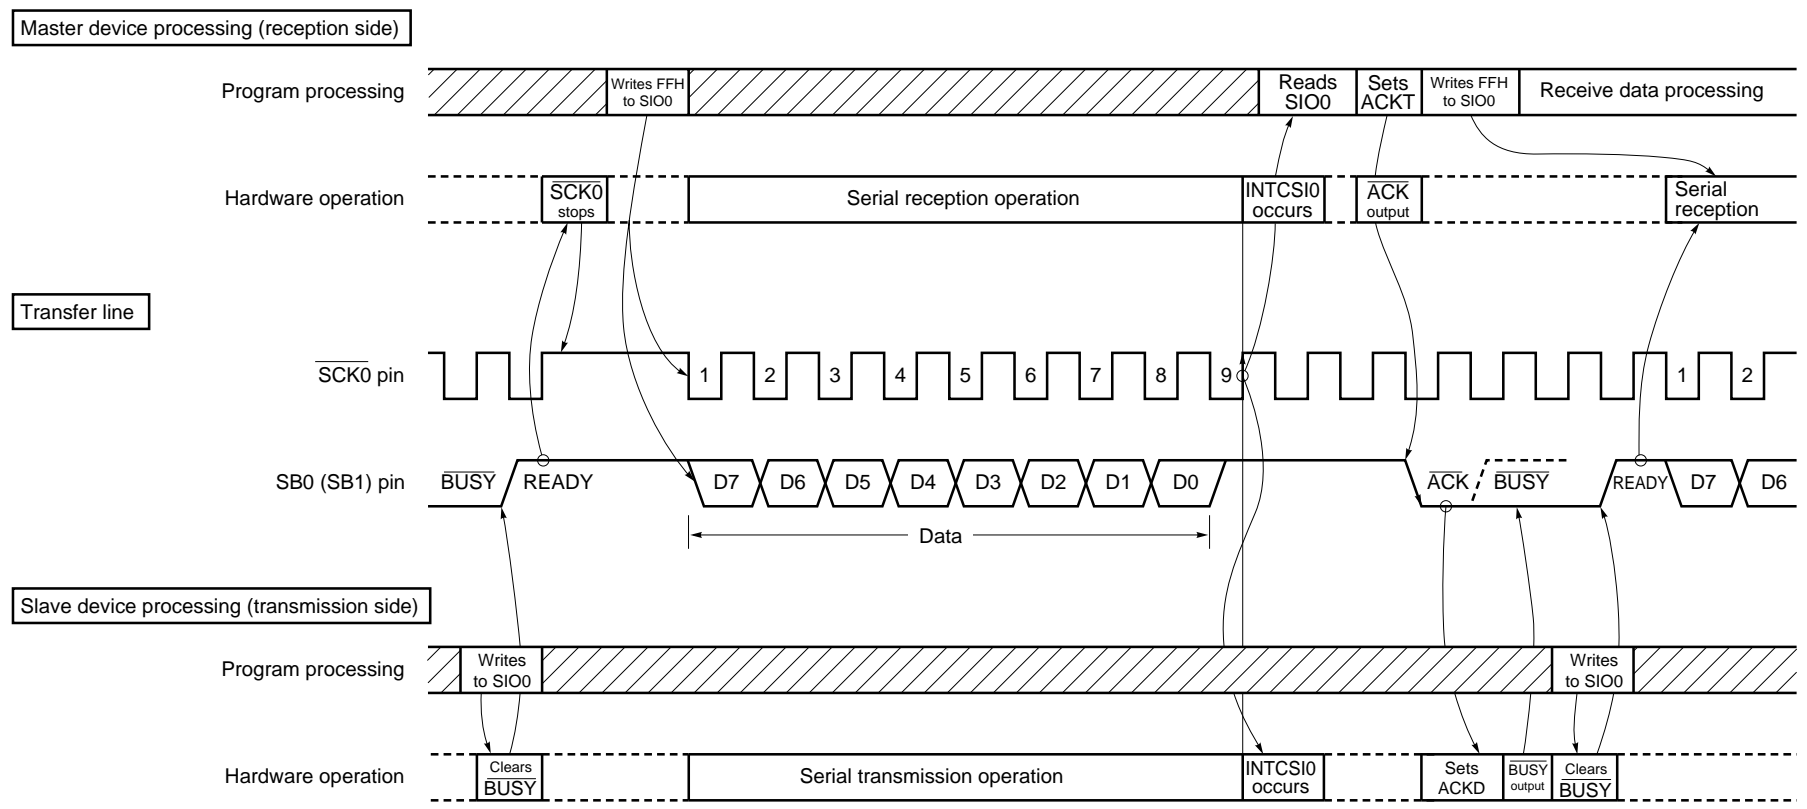 Master device processing (reception side)
Program processing
Writes FFH
to SIO0
Reads
SIO0
Sets
ACKT
Writes FFH
to SIO0
Receive data processing
Hardware operation
SCK0
stops
Serial reception operation
INTCSI0
occurs
ACK
output
Serial
reception
Transfer line
SCK0 pin
1 2 3 4 5 6 7 8 9 1 2
SB0 (SB1) pin
BUSY READY D7 D6 D5 D4 D3 D2 D1 D0 ACK BUSY READY D7 D6
Data
Slave device processing (transmission side)
Program processing
Writes
to SIO0
Writes
to SIO0
Hardware operation
Clears
BUSY
Serial transmission operation
INTCSI0
occurs
Sets
ACKD
BUSY
output
Clears
BUSY